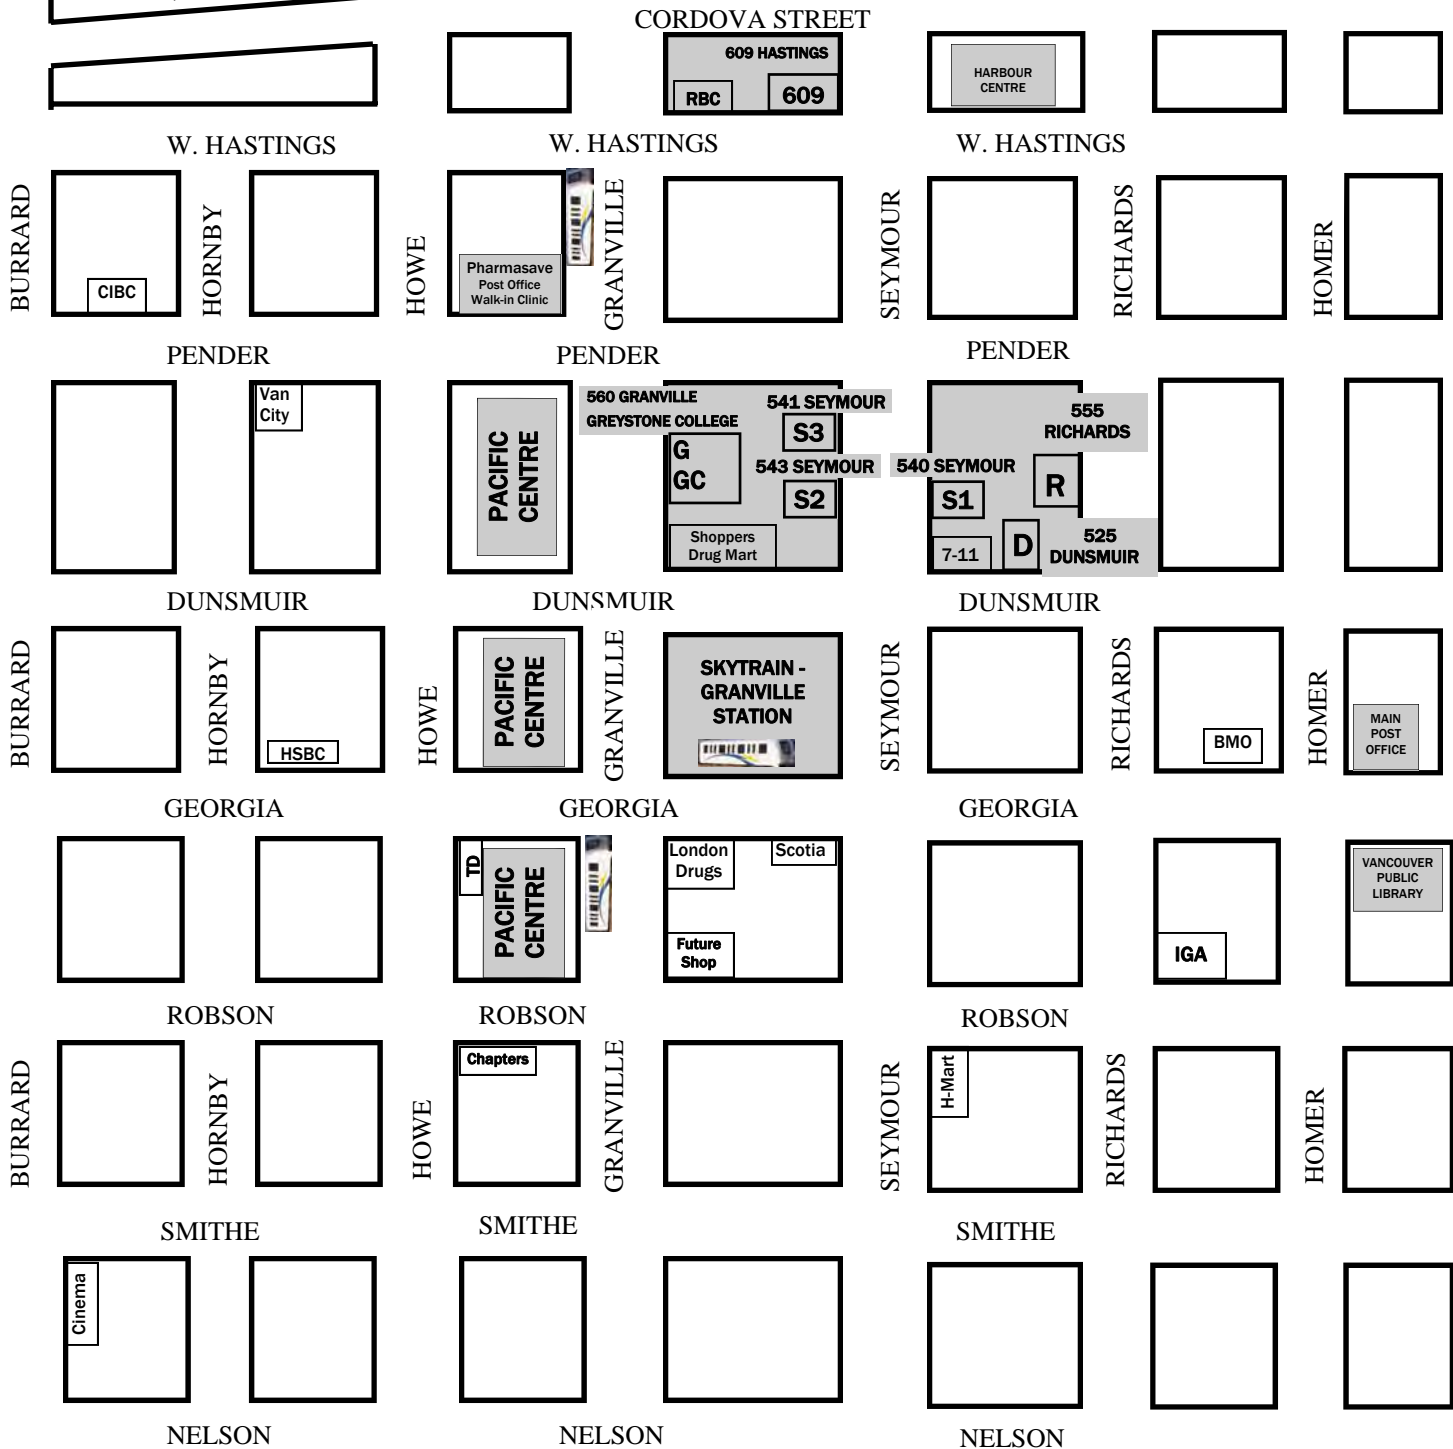 CORDOVA STREET
609 HASTINGS
RBC
609
HARBOUR
CENTRE
W. HASTINGS
W. HASTINGS
W. HASTINGS
BURRARD
HORNBY
HOWE
GRANVILLE
SEYMOUR
RICHARDS
HOMER
CIBC
Pharmasave
Post Office
Walk-in Clinic
PENDER
PENDER
PENDER
Van
City
PACIFIC
CENTRE
560 GRANVILLE
GREYSTONE COLLEGE
G
GC
541 SEYMOUR
S3
543 SEYMOUR
S2
Shoppers
Drug Mart
540 SEYMOUR
S1
7-11
D
R
555
RICHARDS
525
DUNSMUIR
DUNSMUIR
DUNSMUIR
DUNSMUIR
BURRARD
HORNBY
HSBC
HOWE
PACIFIC
CENTRE
GRANVILLE
SKYTRAIN -
GRANVILLE
STATION
SEYMOUR
RICHARDS
BMO
HOMER
MAIN
POST
OFFICE
GEORGIA
GEORGIA
GEORGIA
TD
PACIFIC
CENTRE
London
Drugs
Scotia
Future
Shop
IGA
VANCOUVER
PUBLIC
LIBRARY
ROBSON
ROBSON
ROBSON
BURRARD
HORNBY
HOWE
Chapters
GRANVILLE
SEYMOUR
H-Mart
RICHARDS
HOMER
SMITHE
SMITHE
SMITHE
Cinema
NELSON
NELSON
NELSON